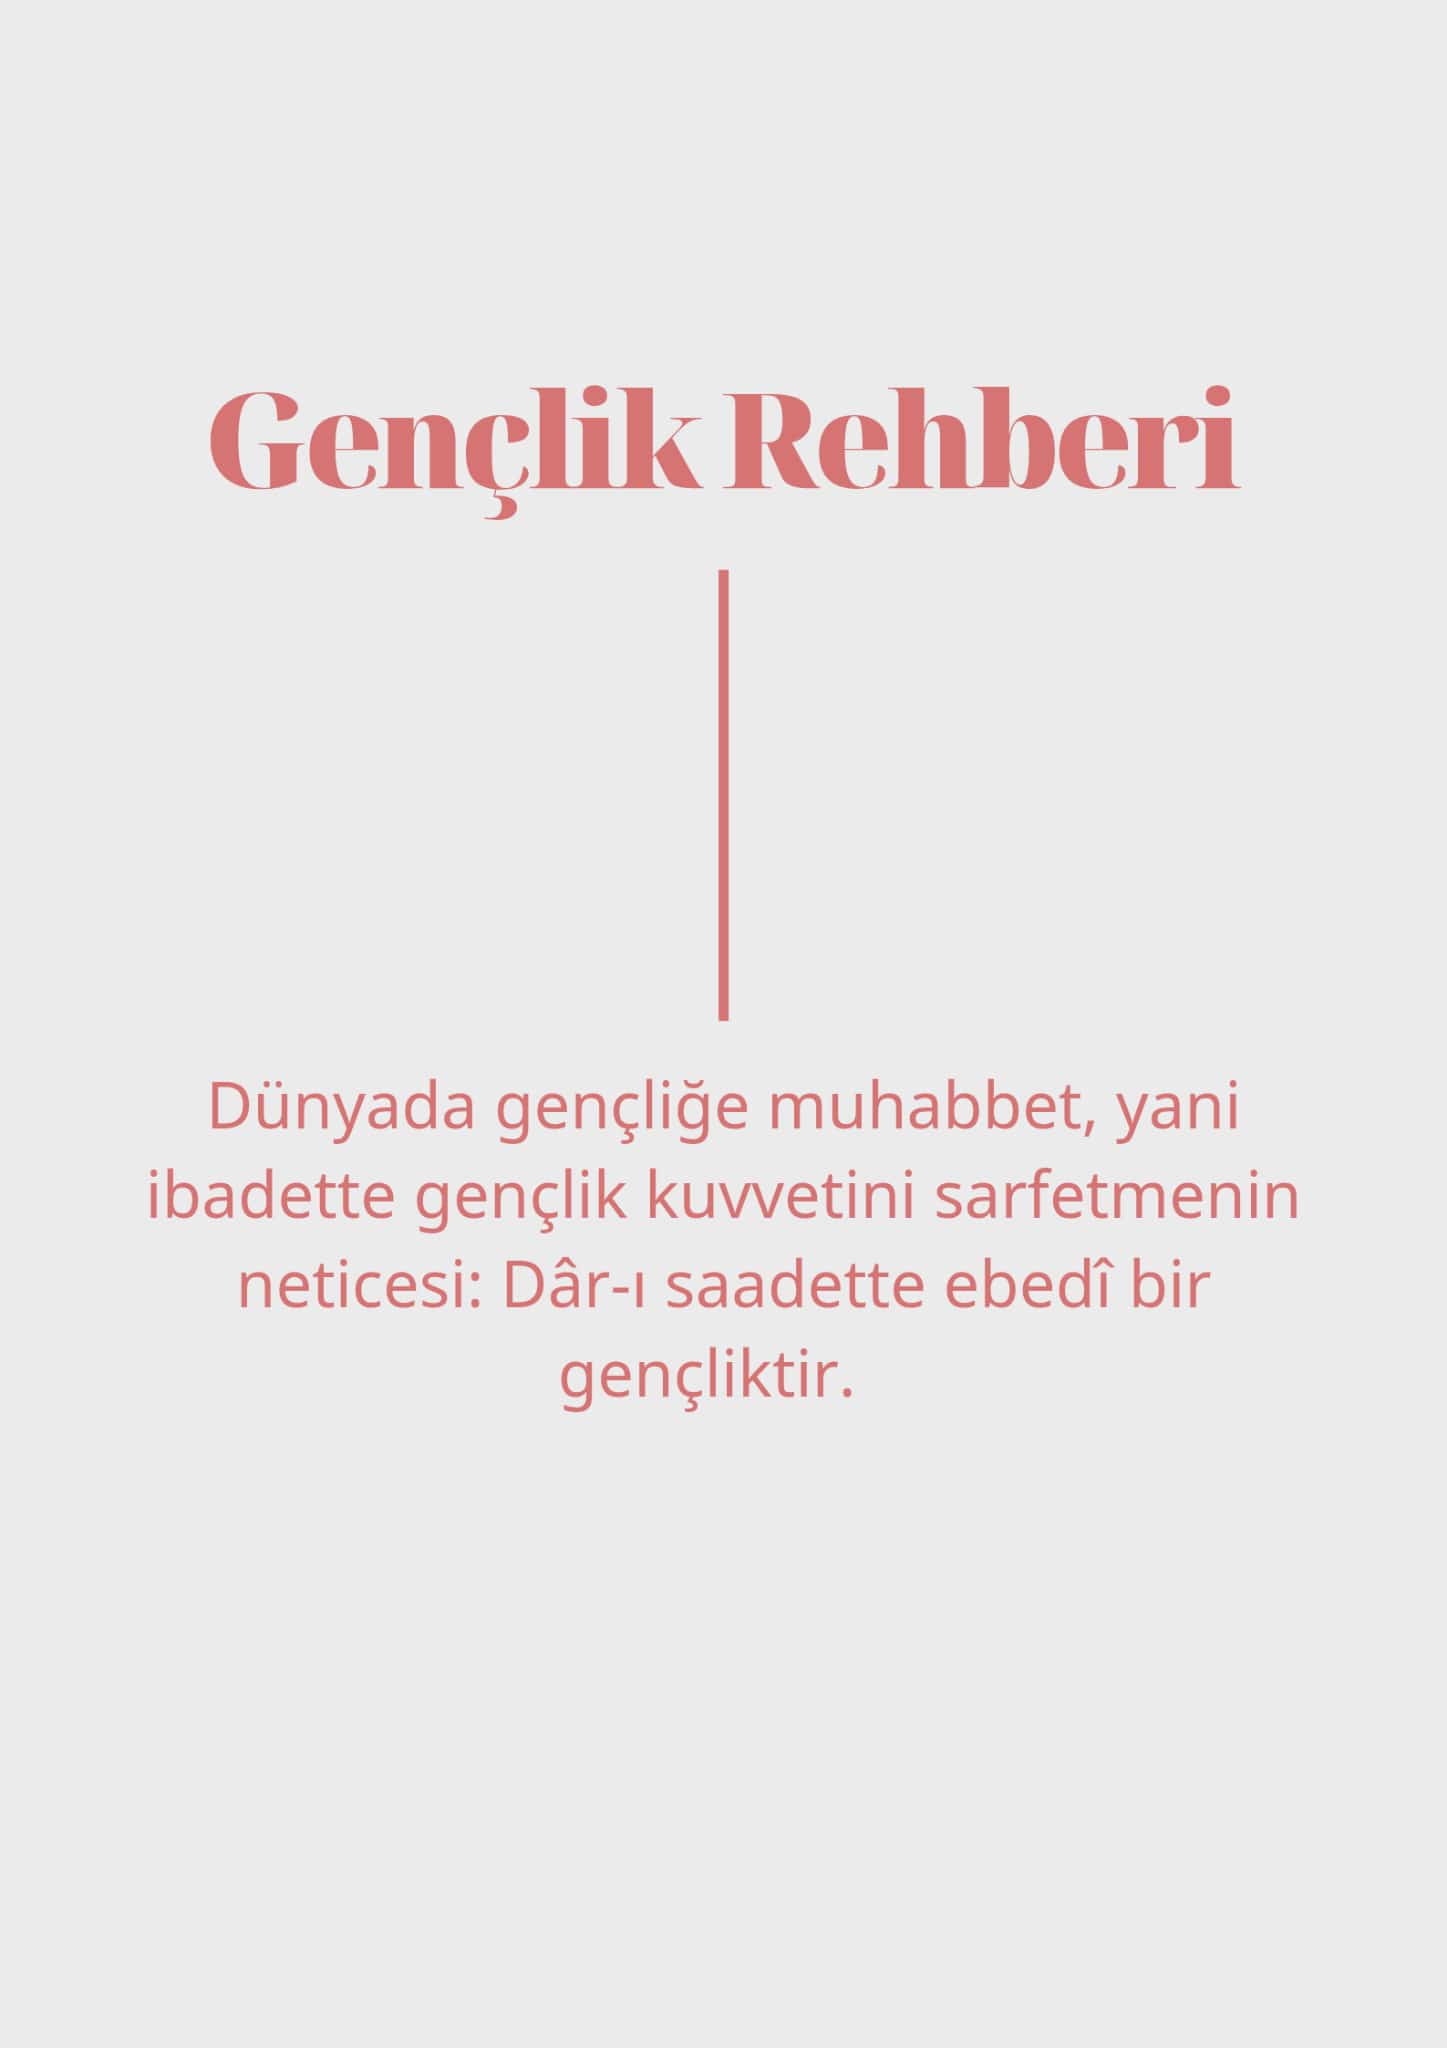 Gençlik Rehberi
Dünyada gençliğe muhabbet, yani
ibadette gençlik kuvvetini sarfetmenin
neticesi: Dâr-ı saadette ebedî bir
gençliktir.